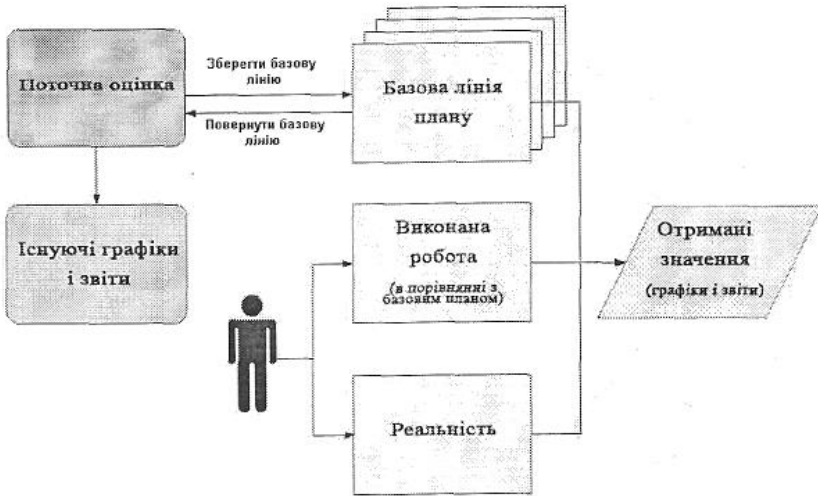 Поточна оцінка
Зберегти базову
лінію
Повернути базову
лінію
Базова лінія
плану
Існуючі графіки
і звіти
Виконана
робота
(в порівнянні з
базовим планом)
Отримані
значення
(графіки і звіти)
Реальність